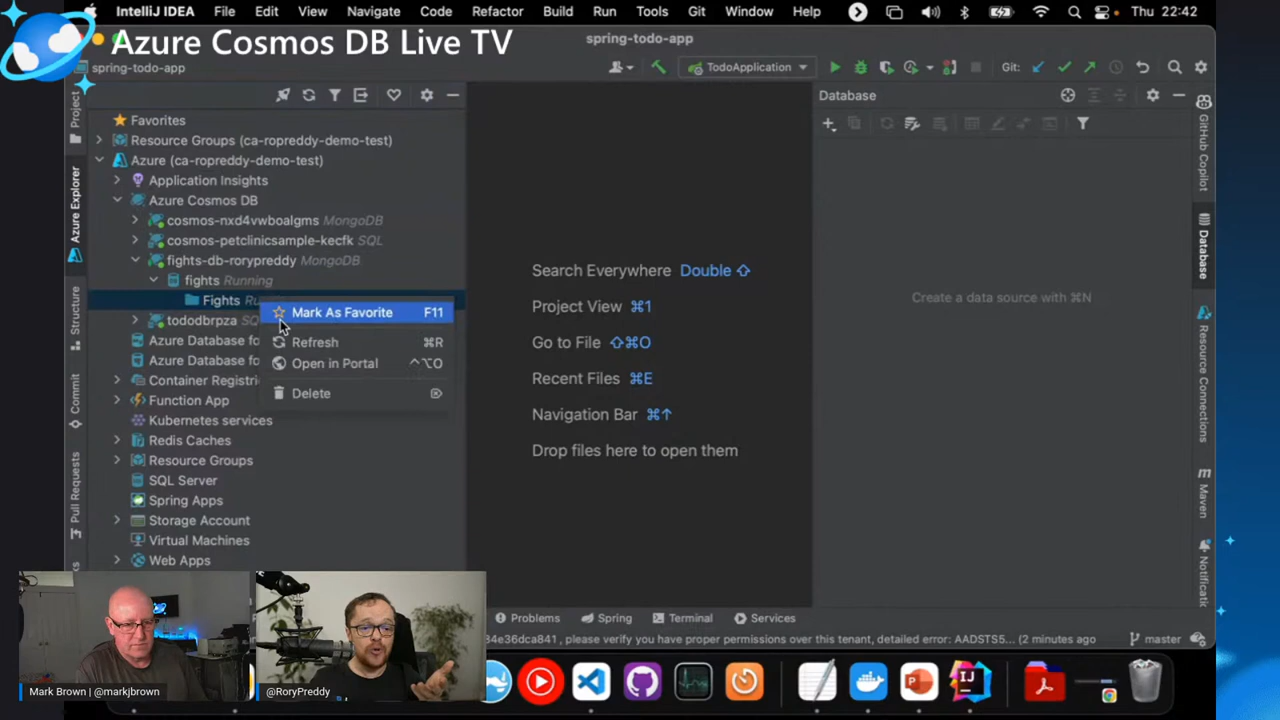 IntelliJ IDEA File Edit View Navigate Code Refactor Build Run Tools Git Window Help Thu 22:42
Azure Cosmos DB Live TV
spring-todo-app
spring-todo-app
TodoApplication
Git:
Project
Azure Explorer
Structure
Commit
Pull Requests
Favorites
Resource Groups (ca-ropreddy-demo-test)
Azure (ca-ropreddy-demo-test)
Application Insights
Azure Cosmos DB
cosmos-nxd4vwboalgms MongoDB
cosmos-petclinicsample-kecfk SQL
fights-db-rorypreddy MongoDB
fights Running
Fights Ru
tododbrpza SQ
Azure Database fo
Azure Database fo
Container Registri
Function App
Kubernetes services
Redis Caches
Resource Groups
SQL Server
Spring Apps
Storage Account
Virtual Machines
Web Apps
Mark As Favorite F11
Refresh ⌘R
Open in Portal ^⌥O
Delete
Search Everywhere Double ⇧
Project View ⌘1
Go to File ⇧⌘O
Recent Files ⌘E
Navigation Bar ⌘↑
Drop files here to open them
Database
Create a data source with ⌘N
GitHub Copilot
Database
Resource Connections
Maven
Notificatic
Problems Spring Terminal Services
84e36dca841, please verify you have proper permissions over this tenant, detailed error: AADSTS5... (2 minutes ago)
master
Mark Brown | @markjbrown
@RoryPreddy